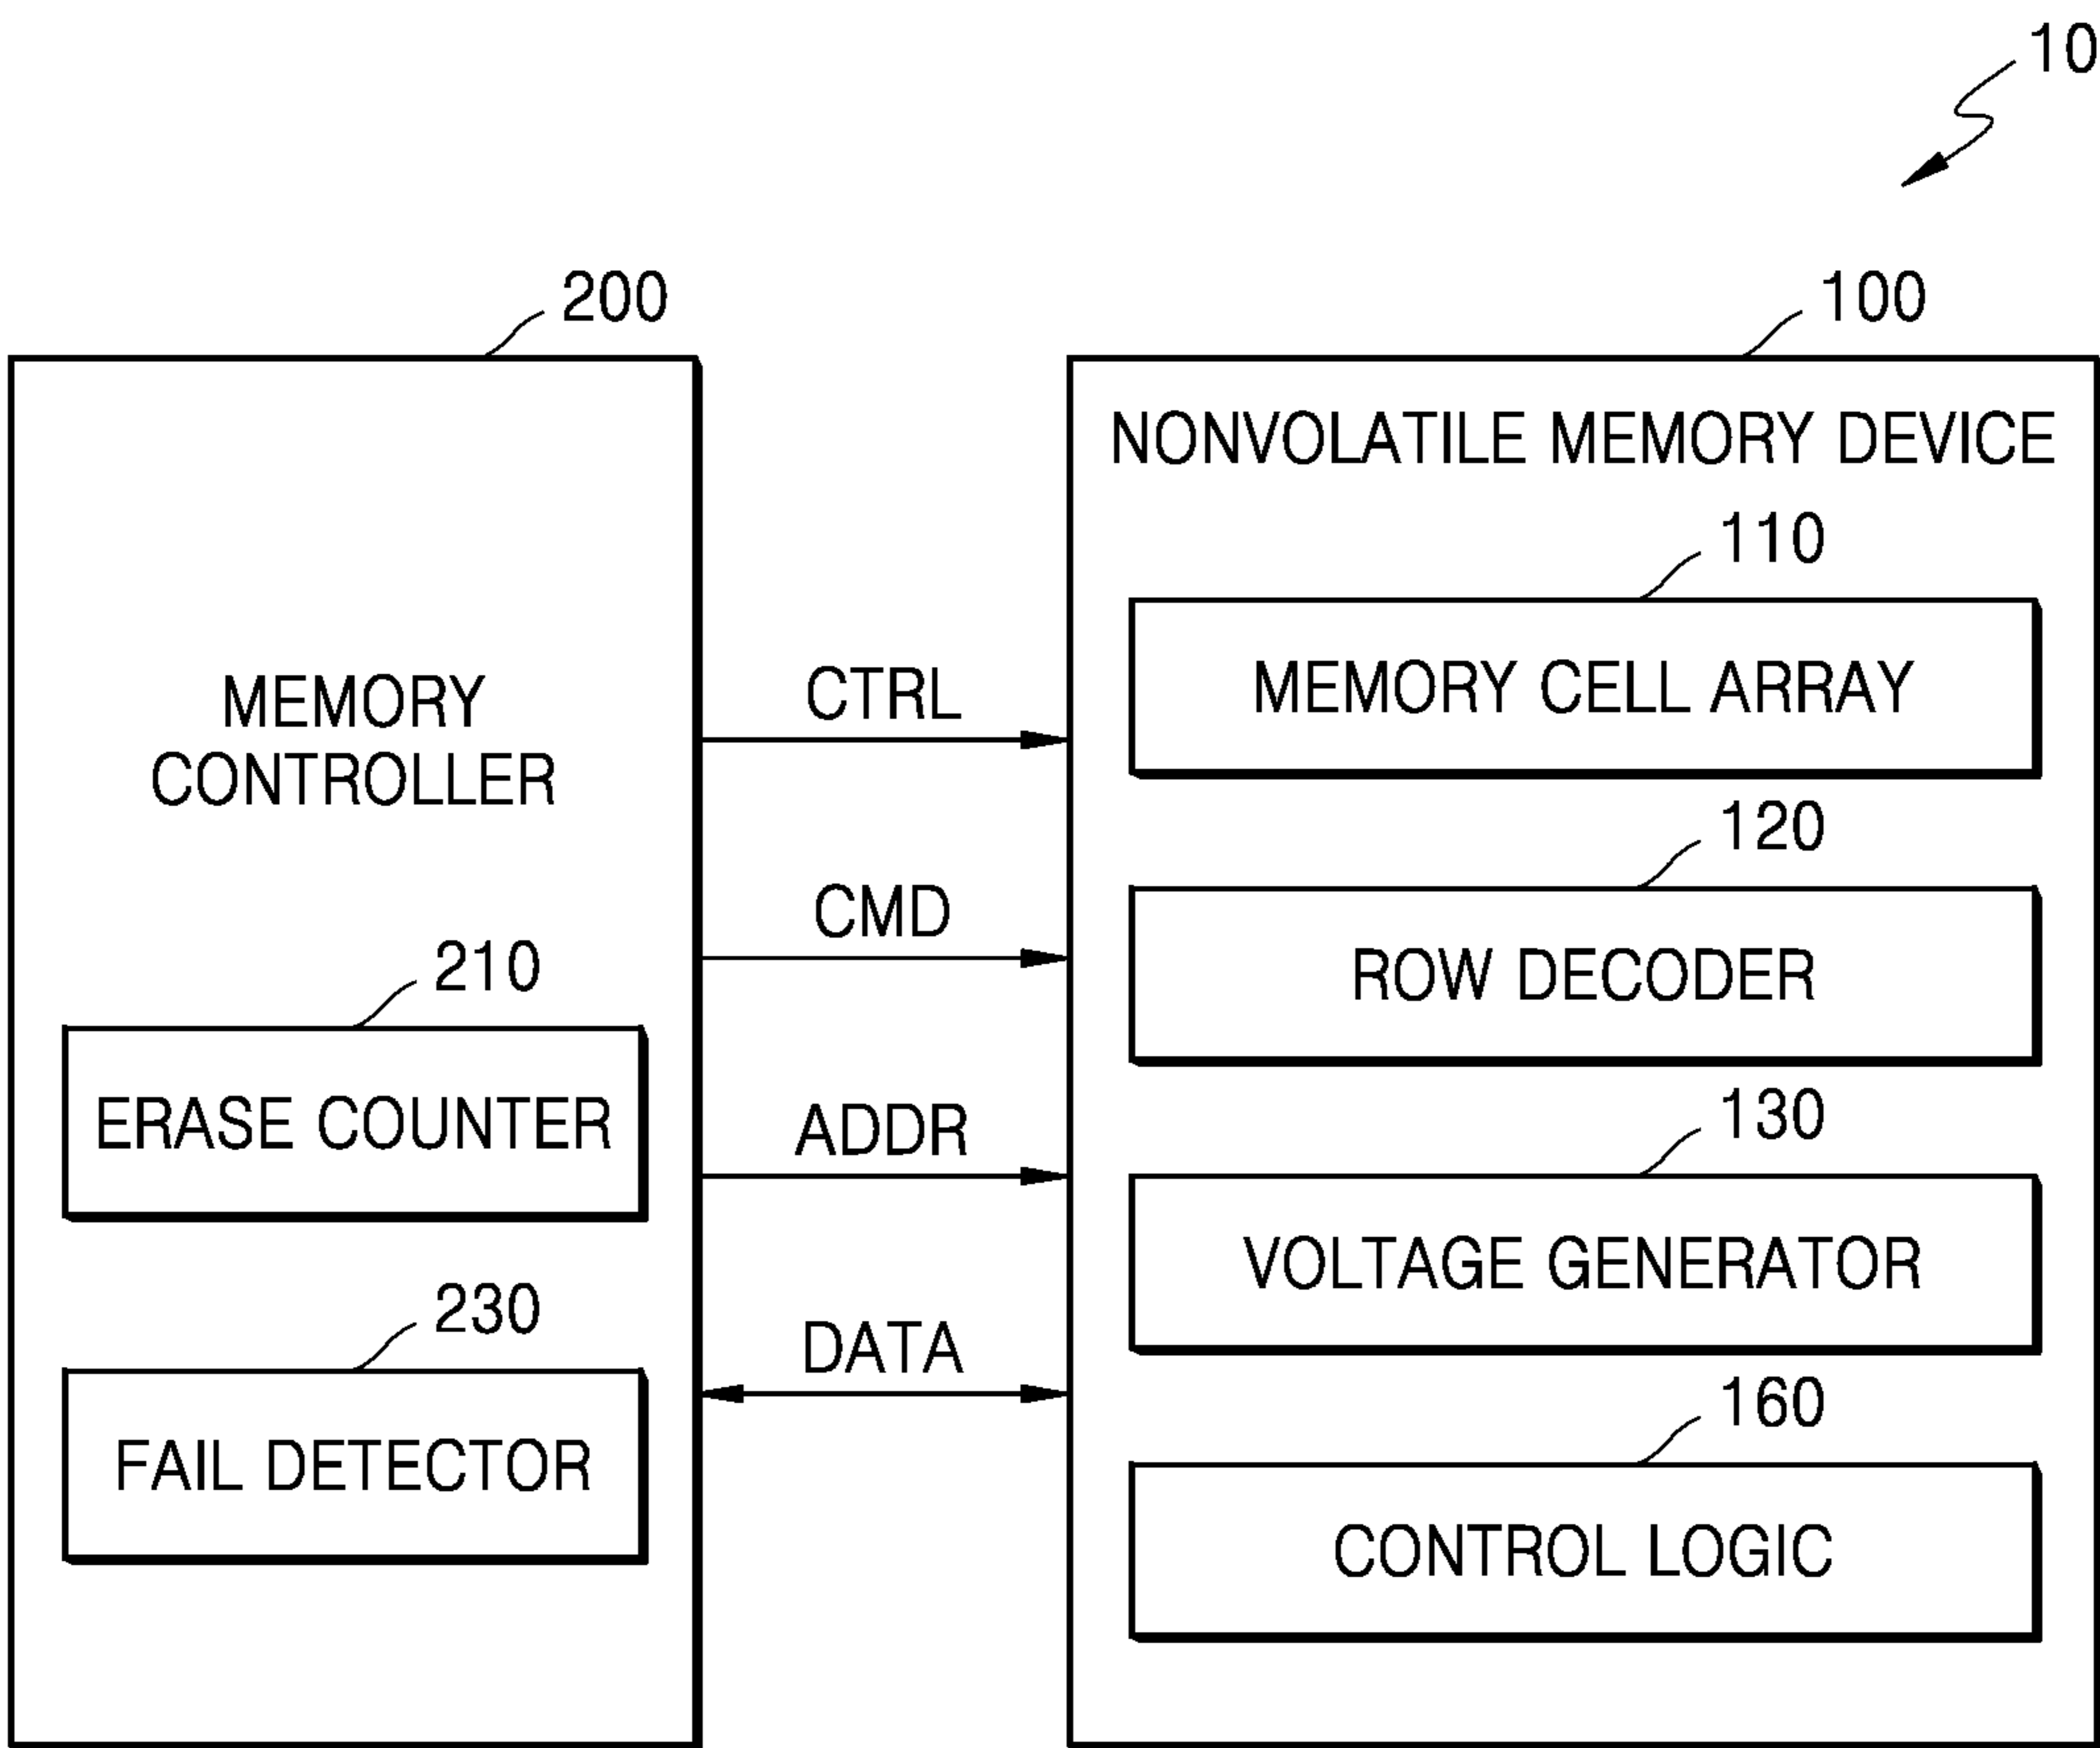 10
200
100
NONVOLATILE MEMORY DEVICE
110
MEMORY CELL ARRAY
MEMORY
CONTROLLER
CTRL
120
CMD
ROW DECODER
210
ERASE COUNTER
ADDR
130
VOLTAGE GENERATOR
230
FAIL DETECTOR
DATA
160
CONTROL LOGIC